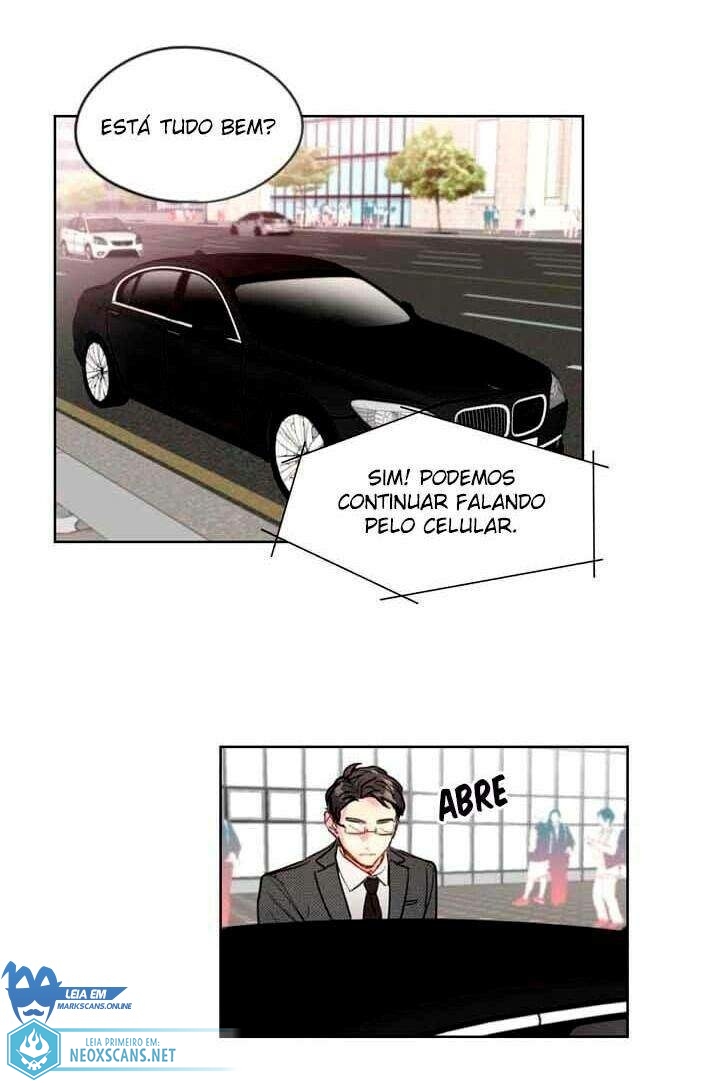 ESTÁ TUDO BEM?
SIM! PODEMOS
CONTINUAR FALANDO
PELO CELULAR.
ABRE
LEIA EM
MARKSCANS.ONLINE
LEIA PRIMEIRO EM:
NEOXSCANS.NET